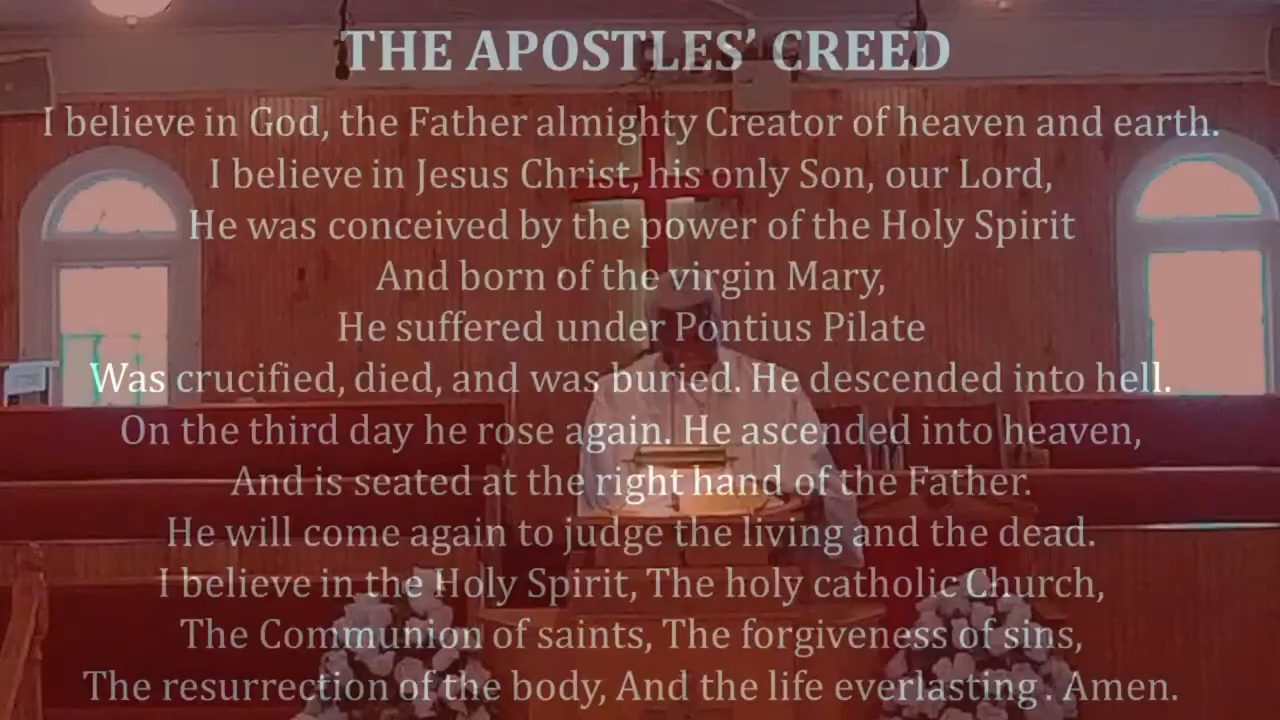 THE APOSTLES’ CREED
I believe in God, the Father almighty Creator of heaven and earth.
I believe in Jesus Christ, his only Son, our Lord,
He was conceived by the power of the Holy Spirit
And born of the virgin Mary,
He suffered under Pontius Pilate
Was crucified, died, and was buried. He descended into hell.
On the third day he rose again. He ascended into heaven,
And is seated at the right hand of the Father.
He will come again to judge the living and the dead.
I believe in the Holy Spirit, The holy catholic Church,
The Communion of saints, The forgiveness of sins,
The resurrection of the body, And the life everlasting . Amen.